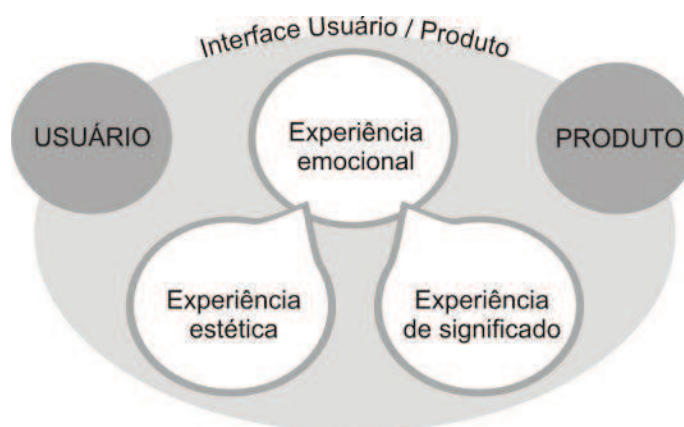 Interface Usuário / Produto
USUÁRIO
Experiência
emocional
PRODUTO
Experiência
estética
Experiência
de significado